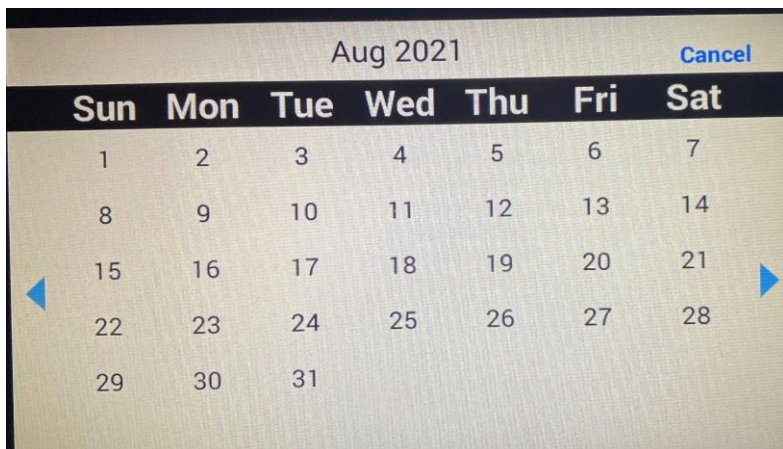 Aug 2021 Cancel
Sun Mon Tue Wed Thu Fri Sat
1 2 3 4 5 6 7
8 9 10 11 12 13 14
15 16 17 18 19 20 21
22 23 24 25 26 27 28
29 30 31